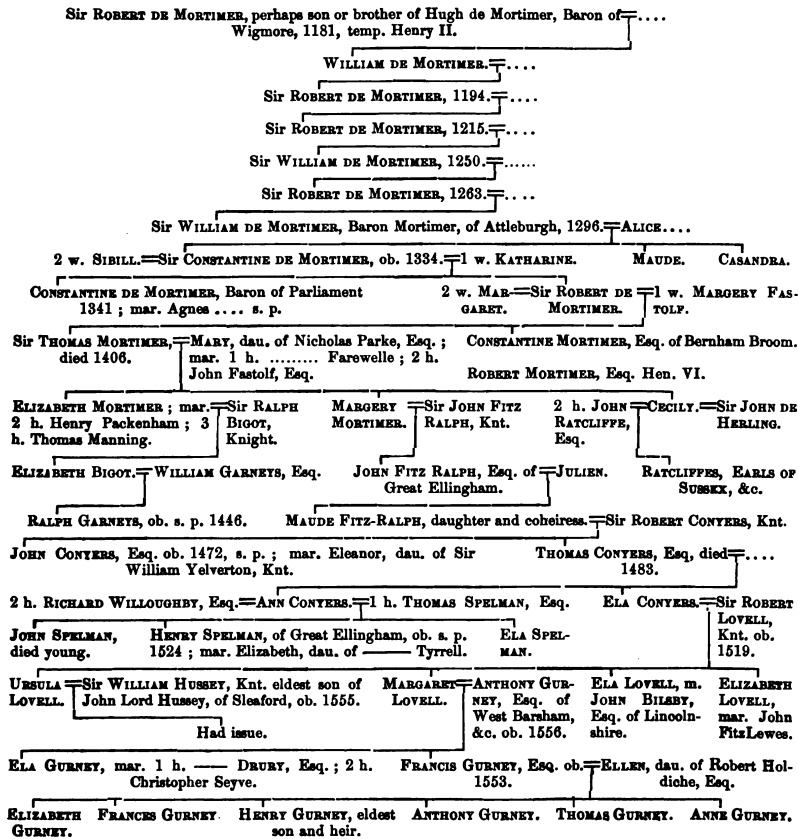 Sir ROBERT DE MORTIMER, perhaps son or brother of Hugh de Mortimer, Baron of ....
Wigmore, 1181, temp. Henry II.
WILLIAM DE MORTIMER. ....
Sir ROBERT DE MORTIMER, 1194. ....
Sir ROBERT DE MORTIMER, 1215. ....
Sir WILLIAM DE MORTIMER, 1250. ......
Sir ROBERT DE MORTIMER, 1263. ....
Sir WILLIAM DE MORTIMER, Baron Mortimer, of Attleburgh, 1296. ALICE....
2 w. SIBILL.=Sir CONSTANTINE DE MORTIMER, ob. 1334. 1 w. KATHARINE. MAUDE. CASANDRA.
CONSTANTINE DE MORTIMER, Baron of Parliament 2 w. MAR-=Sir ROBERT DE 1 w. MARGERY FAS-
1341 ; mar. Agnes .... s. p. GARET. MORTIMER. TOLF.
Sir THOMAS MORTIMER, MARY, dau. of Nicholas Parke, Esq. ; CONSTANTINE MORTIMER, Esq. of Bernham Broom.
died 1406. mar. 1 h. ......... Farewelle ; 2 h.
John Fastolf, Esq. ROBERT MORTIMER, Esq. Hen. VI.
ELIZABETH MORTIMER ; mar. Sir RALPH MARGERY Sir JOHN FITZ 2 h. JOHN CECILY.=Sir JOHN DE
2 h. Henry Packenham ; 3 BIGOT, MORTIMER. RALPH, Knt. RATCLIFFE, HERLING.
h. Thomas Manning. Knight. Esq.
ELIZABETH BIGOT. WILLIAM GARNEYS, Esq. JOHN FITZ RALPH, Esq. of JULIEN. RATCLIFFES, EARLS OF
Great Ellingham. SUSSEX, &c.
RALPH GARNEYS, ob. s. p. 1446. MAUDE FITZ-RALPH, daughter and coheiress. Sir ROBERT CONYERS, Knt.
JOHN CONYERS, Esq. ob. 1472, s. p. ; mar. Eleanor, dau. of Sir THOMAS CONYERS, Esq, died ....
William Yelverton, Knt. 1483.
2 h. RICHARD WILLOUGHBY, Esq.=ANN CONYERS. 1 h. THOMAS SPELMAN, Esq. ELA CONYERS. Sir ROBERT
LOVELL,
JOHN SPELMAN, HENRY SPELMAN, of Great Ellingham, ob. s. p. ELA SPEL- Knt. ob.
died young. 1524 ; mar. Elizabeth, dau. of —— Tyrrell. MAN. 1519.
URSULA Sir WILLIAM HUSSEY, Knt. eldest son of MARGARET ANTHONY GUR- ELA LOVELL, m. ELIZABETH
LOVELL. John Lord Hussey, of Sleaford, ob. 1555. LOVELL. NEY, Esq. of JOHN BILSBY, LOVELL,
West Barsham, Esq. of Lincoln- mar. John
Had issue. &c. ob. 1556. shire. FitzLewes.
ELA GURNEY, mar. 1 h. —— DRURY, Esq. ; 2 h. FRANCIS GURNEY, Esq. ob. ELLEN, dau. of Robert Hol-
Christopher Seyve. 1553. diche, Esq.
ELIZABETH FRANCES GURNEY HENRY GURNEY, eldest ANTHONY GURNEY. THOMAS GURNEY. ANNE GURNEY.
GURNEY. son and heir.